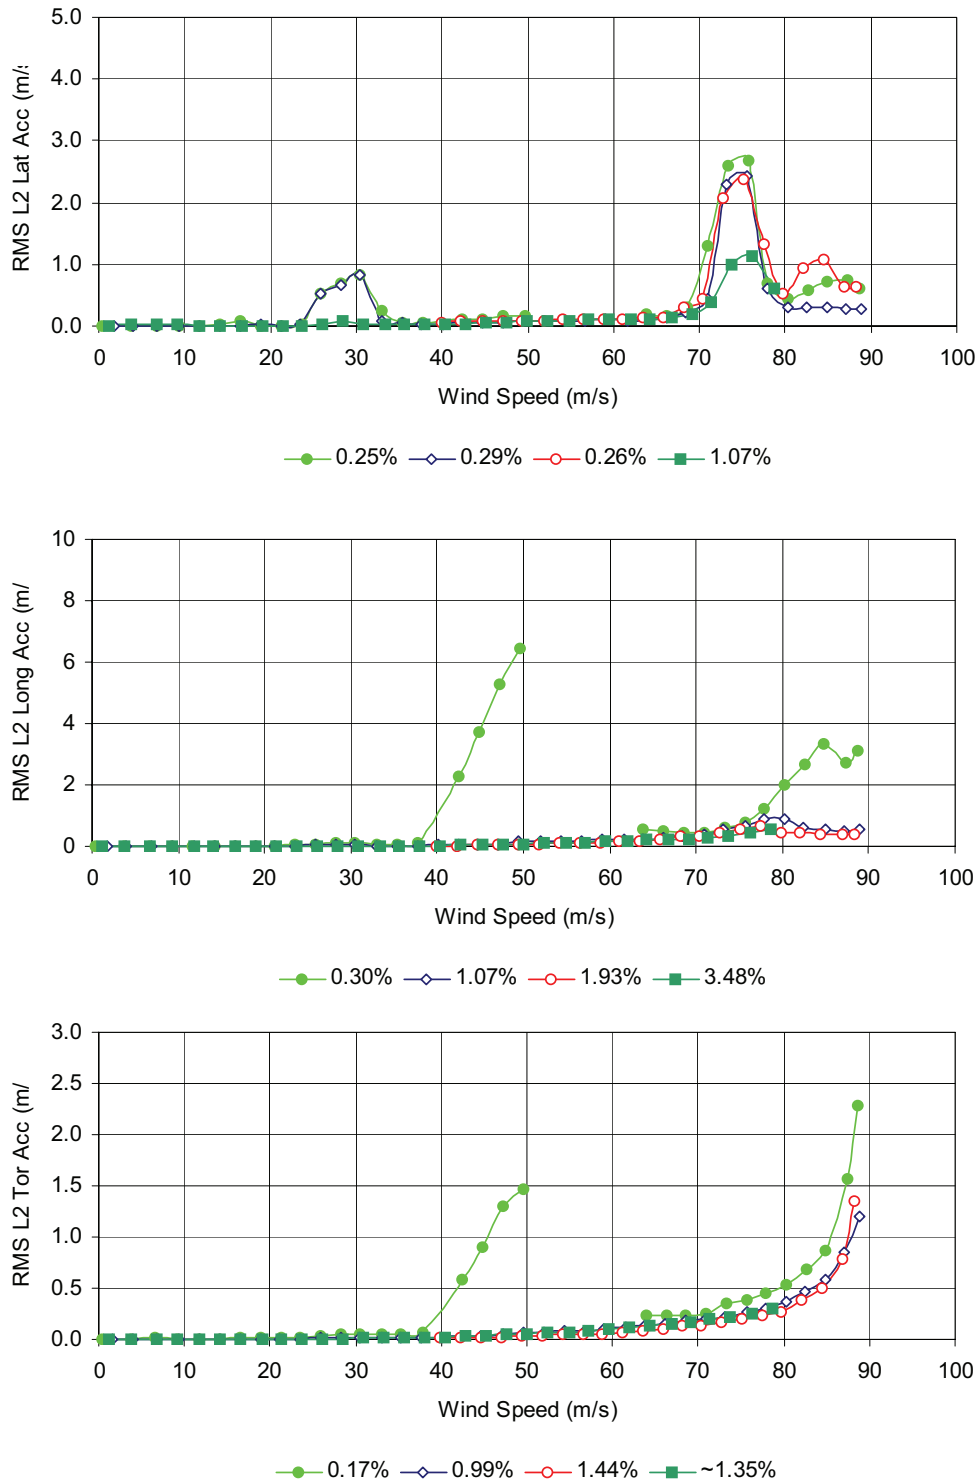 RMS L2 Lat Acc (m/s
5.0
4.0
3.0
2.0
1.0
0.0
0 10 20 30 40 50 60 70 80 90 100
Wind Speed (m/s)
0.25% 0.29% 0.26% 1.07%
RMS L2 Long Acc (m/
10
8
6
4
2
0
0 10 20 30 40 50 60 70 80 90 100
Wind Speed (m/s)
0.30% 1.07% 1.93% 3.48%
RMS L2 Tor Acc (m/
3.0
2.5
2.0
1.5
1.0
0.5
0.0
0 10 20 30 40 50 60 70 80 90 100
Wind Speed (m/s)
0.17% 0.99% 1.44% ~1.35%